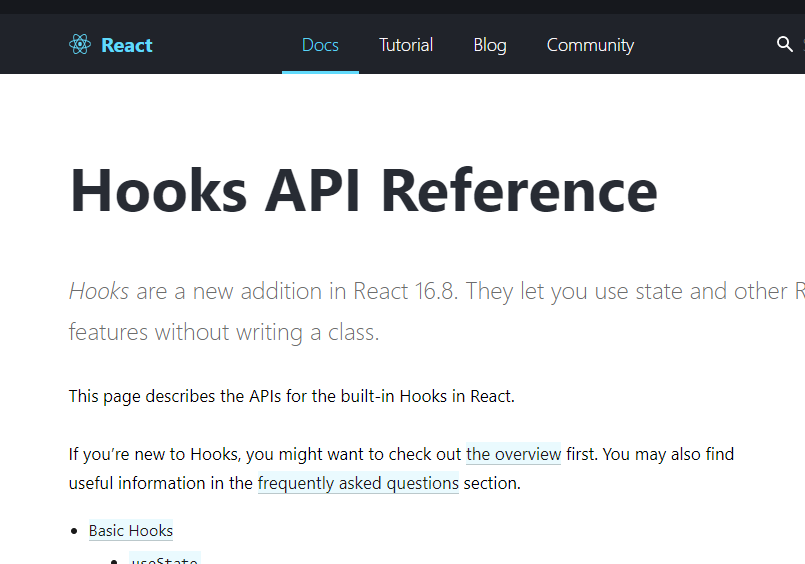 React Docs Tutorial Blog Community
Hooks API Reference
Hooks are a new addition in React 16.8. They let you use state and other
features without writing a class.
This page describes the APIs for the built-in Hooks in React.
If you’re new to Hooks, you might want to check out the overview first. You may also find
useful information in the frequently asked questions section.
Basic Hooks
useState